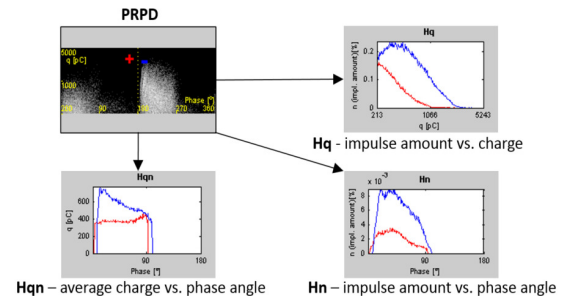 PRPD
5000
q [pC]
1000
90
180
270
360
Phase [°]
Hq
n (impl. amount)[%]
0.2
0.1
0
213
1066
5243
q [pC]
Hq - impulse amount vs. charge
Hqn
q [pC]
600
400
200
0
90
180
Phase [°]
Hqn – average charge vs. phase angle
Hn
x 10⁻³
n (impl. amount)[%]
8
6
4
2
0
90
180
Phase [°]
Hn – impulse amount vs. phase angle